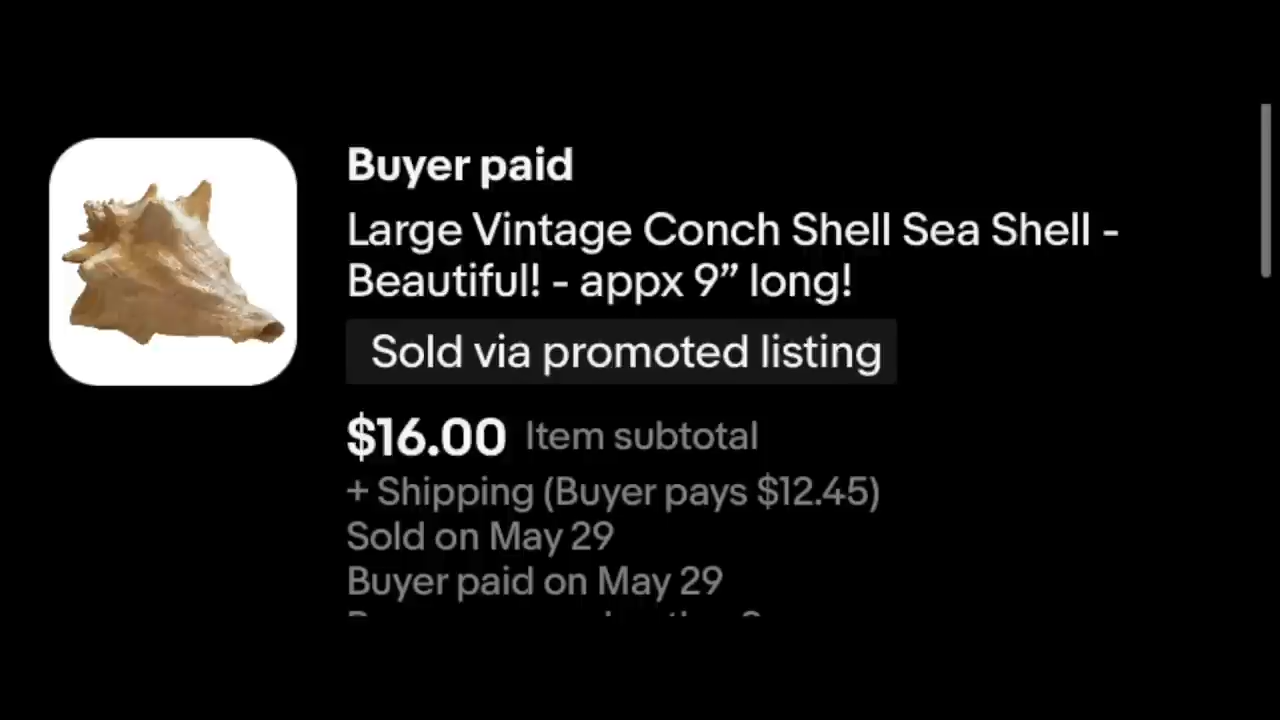 Buyer paid
Large Vintage Conch Shell Sea Shell -
Beautiful! - appx 9” long!
Sold via promoted listing
$16.00 Item subtotal
+ Shipping (Buyer pays $12.45)
Sold on May 29
Buyer paid on May 29